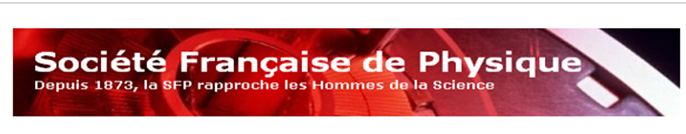 Société Française de Physique
Depuis 1873, la SFP rapproche les Hommes de la Science